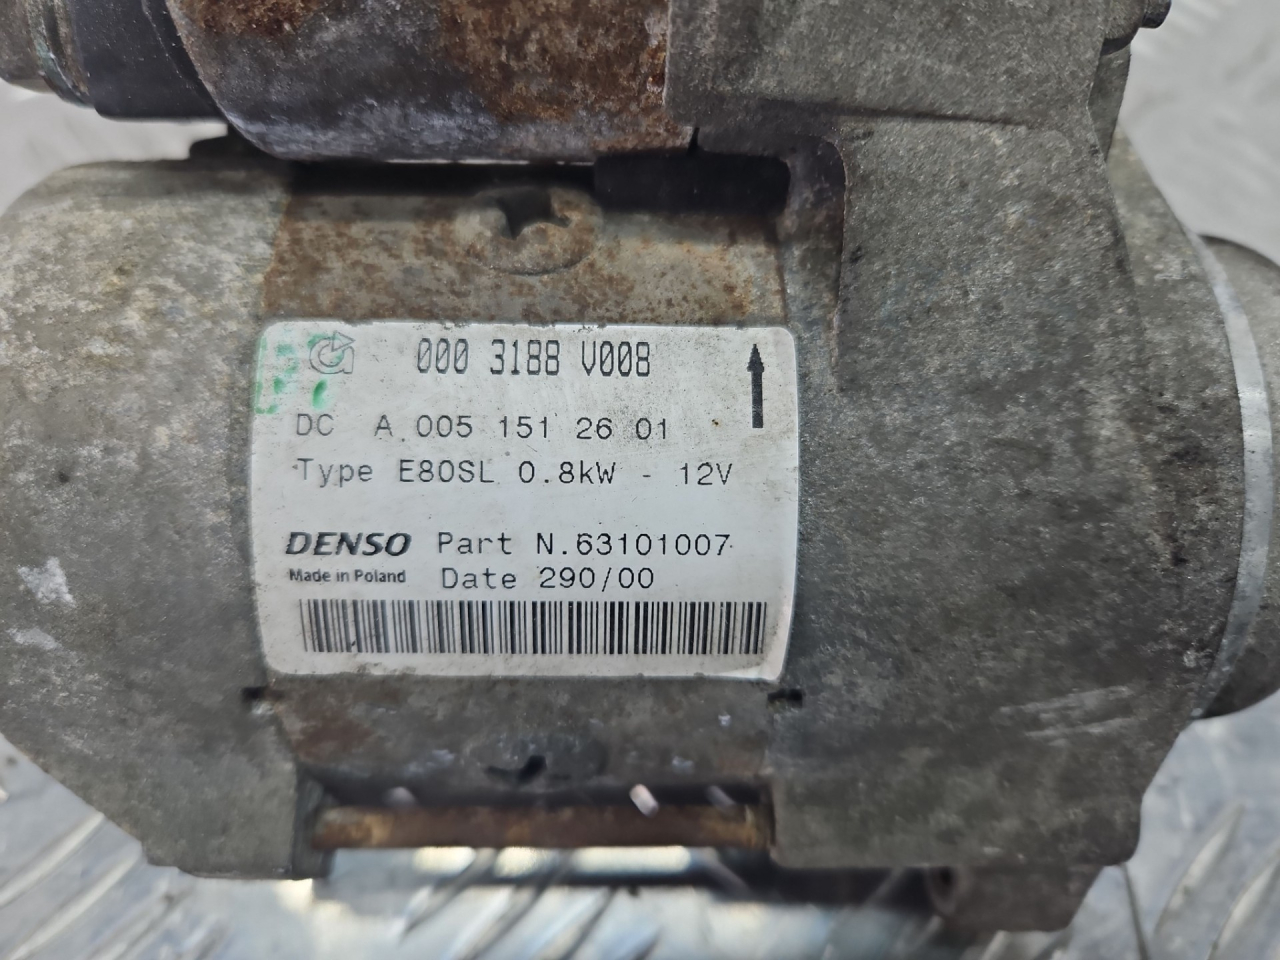 000 3188 V008
DC A 005 151 26 01
Type E80SL 0.8kW - 12V
DENSO Part N.63101007
Made in Poland Date 290/00